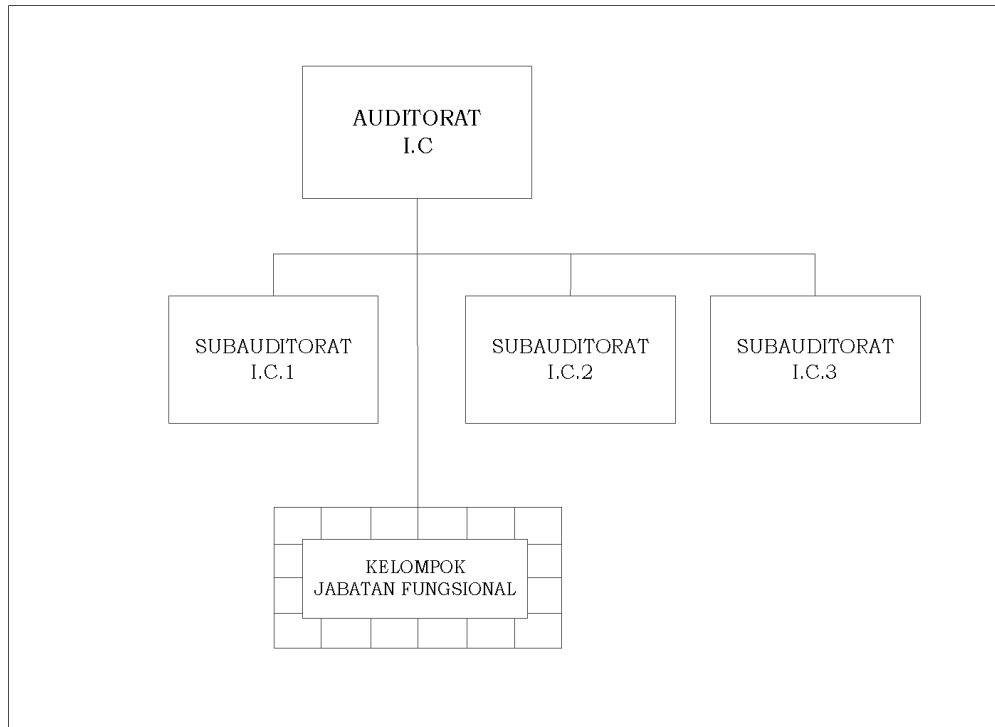 AUDITORAT
I.C
SUBAUDITORAT
I.C.1
SUBAUDITORAT
I.C.2
SUBAUDITORAT
I.C.3
KELOMPOK
JABATAN FUNGSIONAL